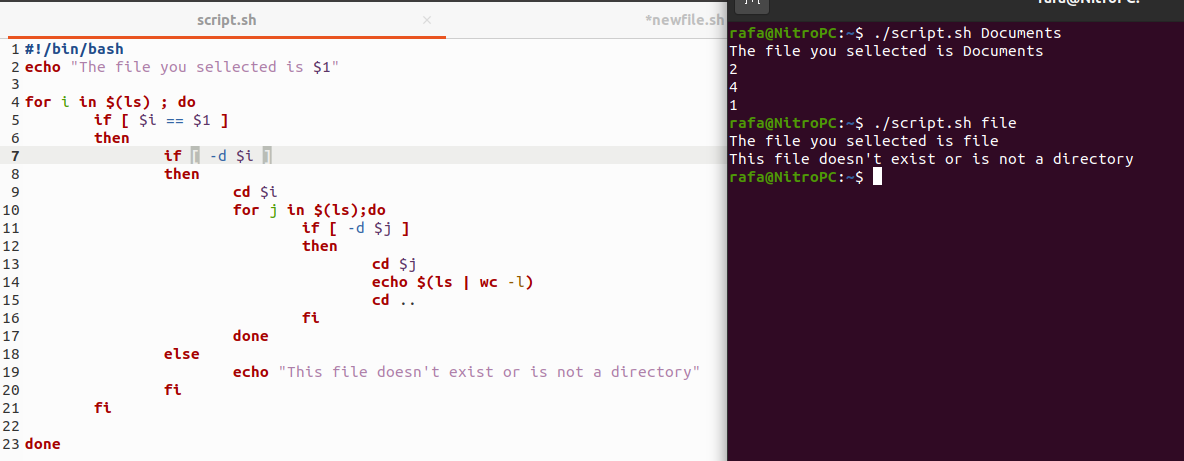 script.sh ×
*newfile.sh
1 #!/bin/bash
2 echo "The file you sellected is $1"
3
4 for i in $(ls) ; do
5         if [ $i == $1 ]
6         then
7                 if [ -d $i ]
8                 then
9                         cd $i
10                         for j in $(ls);do
11                                 if [ -d $j ]
12                                 then
13                                         cd $j
14                                         echo $(ls | wc -l)
15                                         cd ..
16                                 fi
17                         done
18                 else
19                         echo "This file doesn't exist or is not a directory"
20                 fi
21         fi
22
23 done
rafa@NitroPC:
rafa@NitroPC:~$ ./script.sh Documents
The file you sellected is Documents
2
4
1
rafa@NitroPC:~$ ./script.sh file
The file you sellected is file
This file doesn't exist or is not a directory
rafa@NitroPC:~$